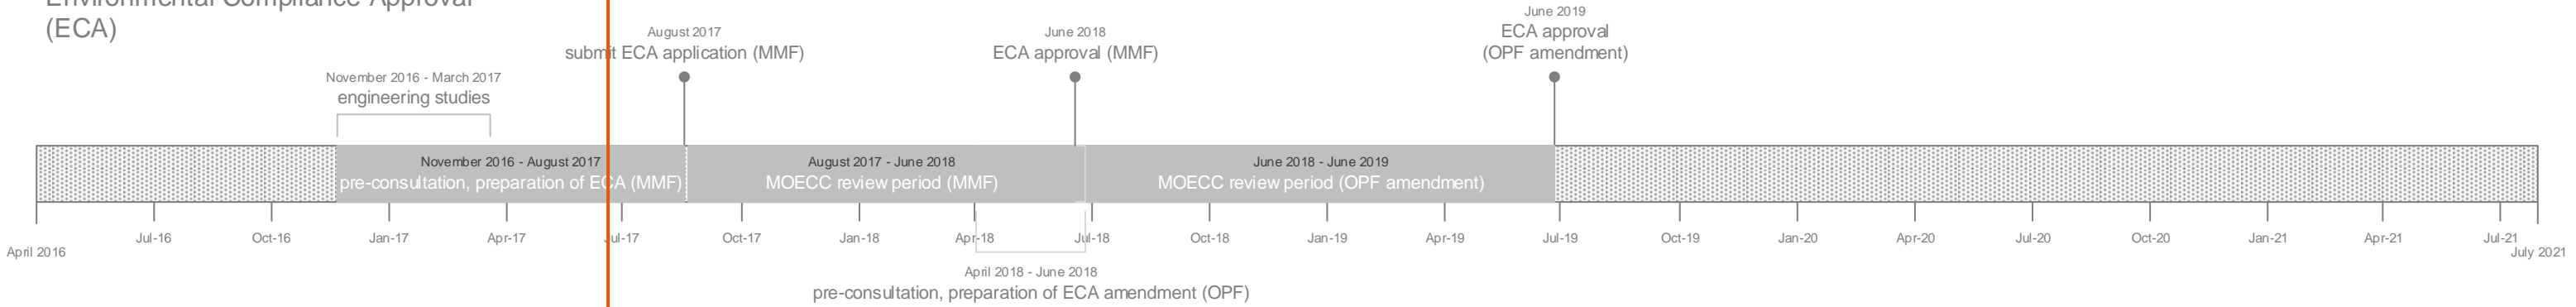 Environmental Compliance Approval
(ECA)
June 2019
ECA approval
(OPF amendment)
August 2017
submit ECA application (MMF)
June 2018
ECA approval (MMF)
November 2016 - March 2017
engineering studies
November 2016 - August 2017
pre-consultation, preparation of ECA (MMF)
August 2017 - June 2018
MOECC review period (MMF)
June 2018 - June 2019
MOECC review period (OPF amendment)
April 2016
Jul-16
Oct-16
Jan-17
Apr-17
Jul-17
Oct-17
Jan-18
Apr-18
Jul-18
Oct-18
Jan-19
Apr-19
Jul-19
Oct-19
Jan-20
Apr-20
Jul-20
Oct-20
Jan-21
Apr-21
Jul-21
July 2021
April 2018 - June 2018
pre-consultation, preparation of ECA amendment (OPF)